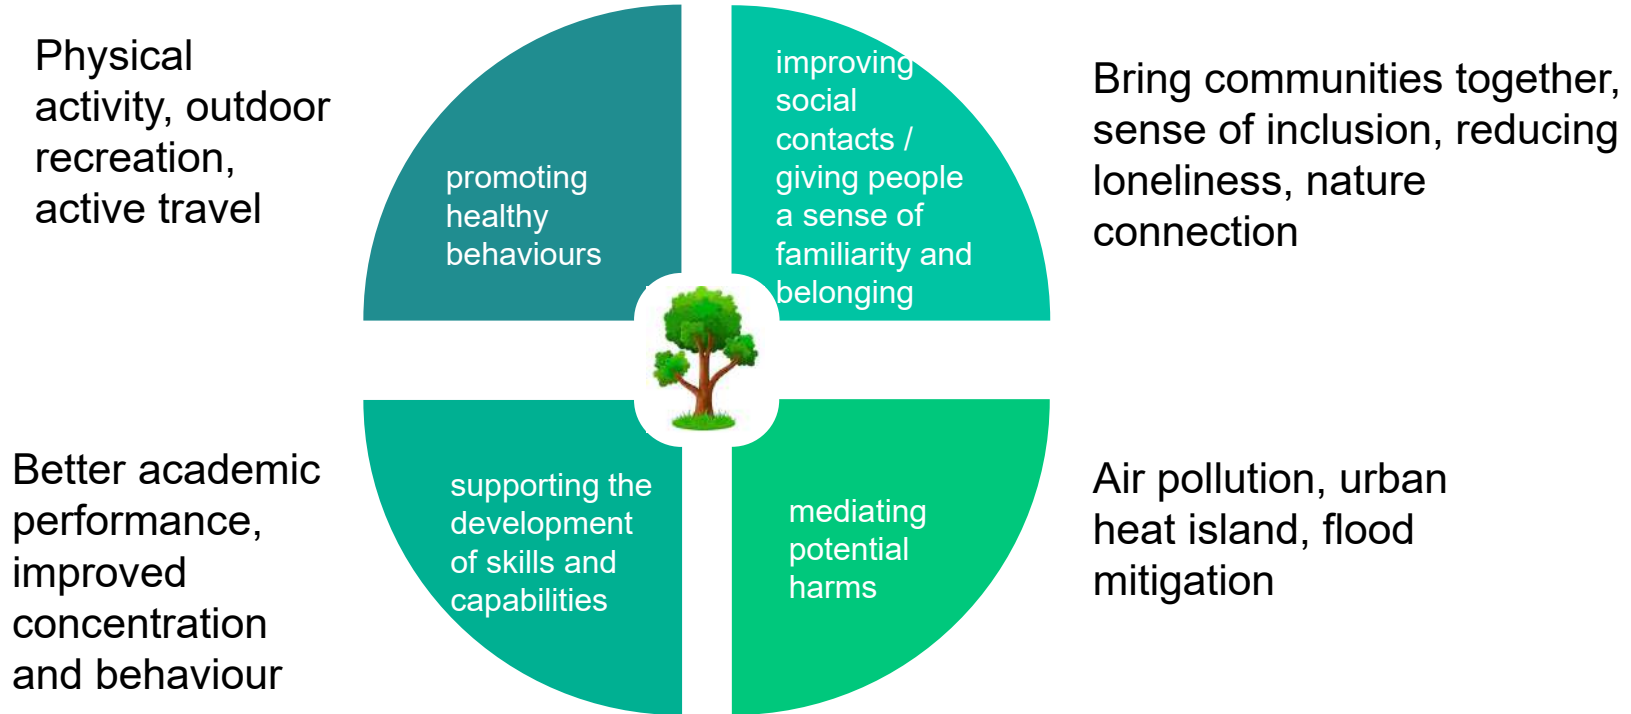 Physical
activity, outdoor
recreation,
active travel
promoting
healthy
behaviours
improving
social
contacts /
giving people
a sense of
familiarity and
belonging
Bring communities together,
sense of inclusion, reducing
loneliness, nature
connection
Better academic
performance,
improved
concentration
and behaviour
supporting the
development
of skills and
capabilities
mediating
potential
harms
Air pollution, urban
heat island, flood
mitigation